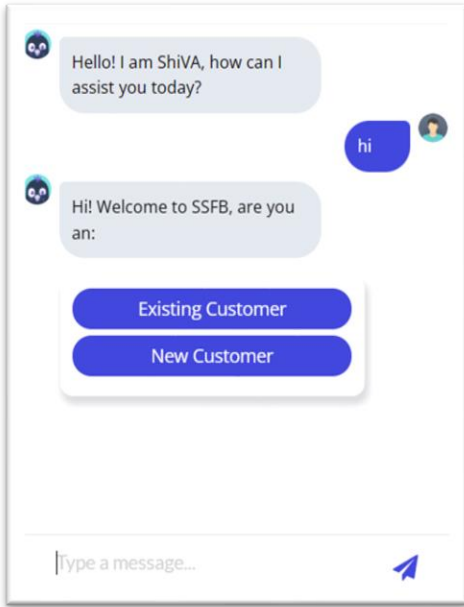 Hello! I am ShiVA, how can I
assist you today?
hi
Hi! Welcome to SSFB, are you
an:
Existing Customer
New Customer
Type a message...